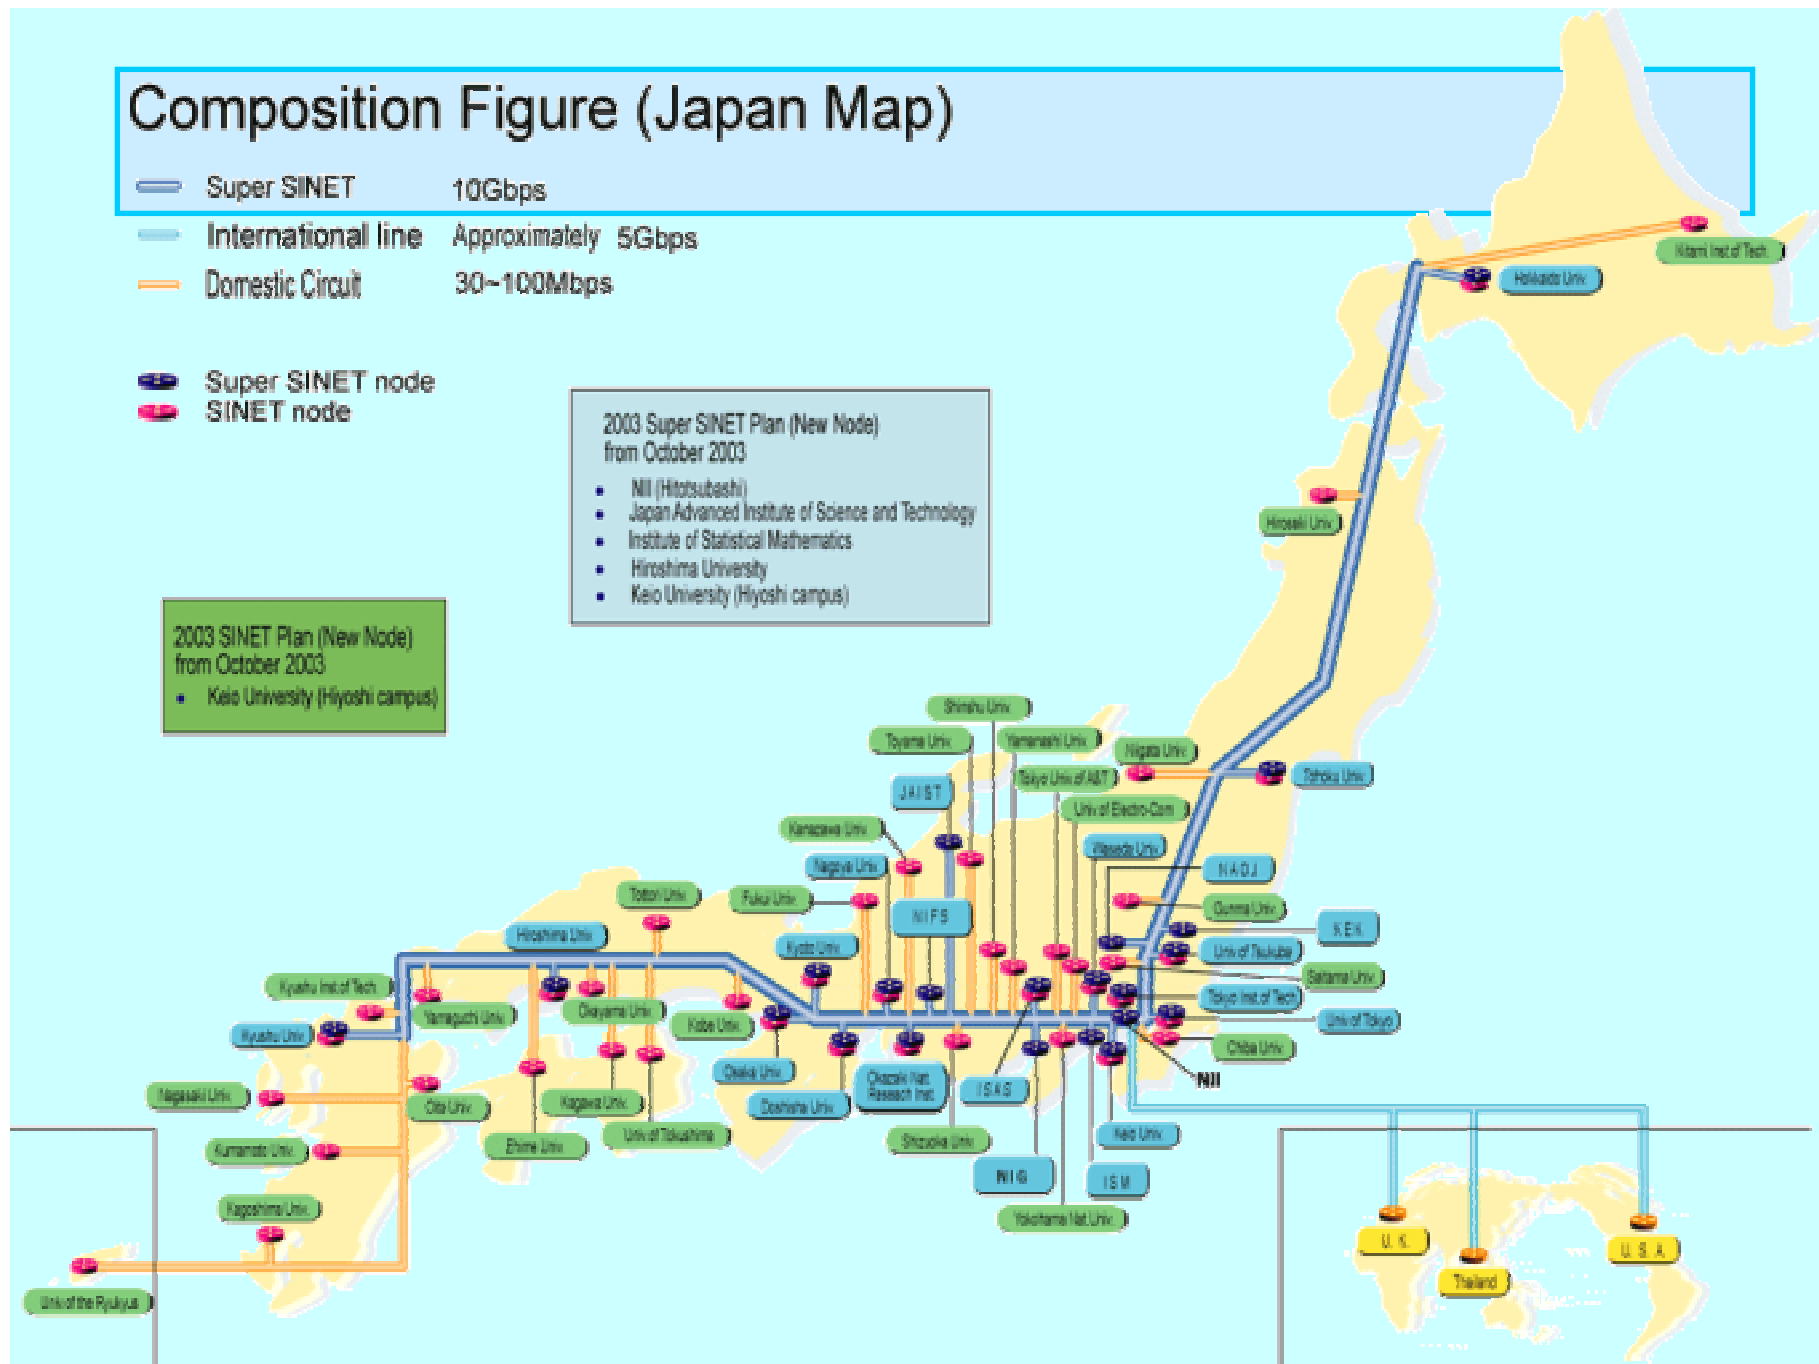 Composition Figure (Japan Map)
Super SINET 10Gbps
International line Approximately 5Gbps
Domestic Circuit 30~100Mbps
Super SINET node
SINET node
2003 Super SINET Plan (New Node)
from October 2003
• NII (Hitotsubashi)
• Japan Advanced Institute of Science and Technology
• Institute of Statistical Mathematics
• Hiroshima University
• Keio University (Hiyoshi campus)
2003 SINET Plan (New Node)
from October 2003
• Keio University (Hiyoshi campus)
Kitami Inst of Tech.
Hokkaido Univ.
Hirosaki Univ.
Shinshu Univ.
Toyama Univ.
Yamanashi Univ.
Niigata Univ.
Tohoku Univ.
Tokyo Univ. of A&T
JAIST
Univ of Electro-Com
Kanazawa Univ.
Waseda Univ.
Nagoya Univ.
NAOJ
Tottori Univ.
Fukui Univ.
NIFS
Gunma Univ.
KEK
Hiroshima Univ.
Kyoto Univ.
Univ of Tsukuba
Saitama Univ.
Kyushu Inst. of Tech.
Tokyo Inst. of Tech.
Yamaguchi Univ.
Okayama Univ.
Kobe Univ.
Univ of Tokyo
Kyushu Univ.
Chiba Univ.
Osaka Univ.
Okazaki Nat.
Reseach Inst.
ISAS
NII
Nagasaki Univ.
Oita Univ.
Kagawa Univ.
Doshisha Univ.
Ehime Univ.
Univ of Tokushima
Shizuoka Univ.
Keio Univ.
Kumamoto Univ.
NIG
ISM
Kagoshima Univ.
Yokohama Nat.Univ.
U. K.
U. S. A.
Thailand
Univ of the Ryukyus